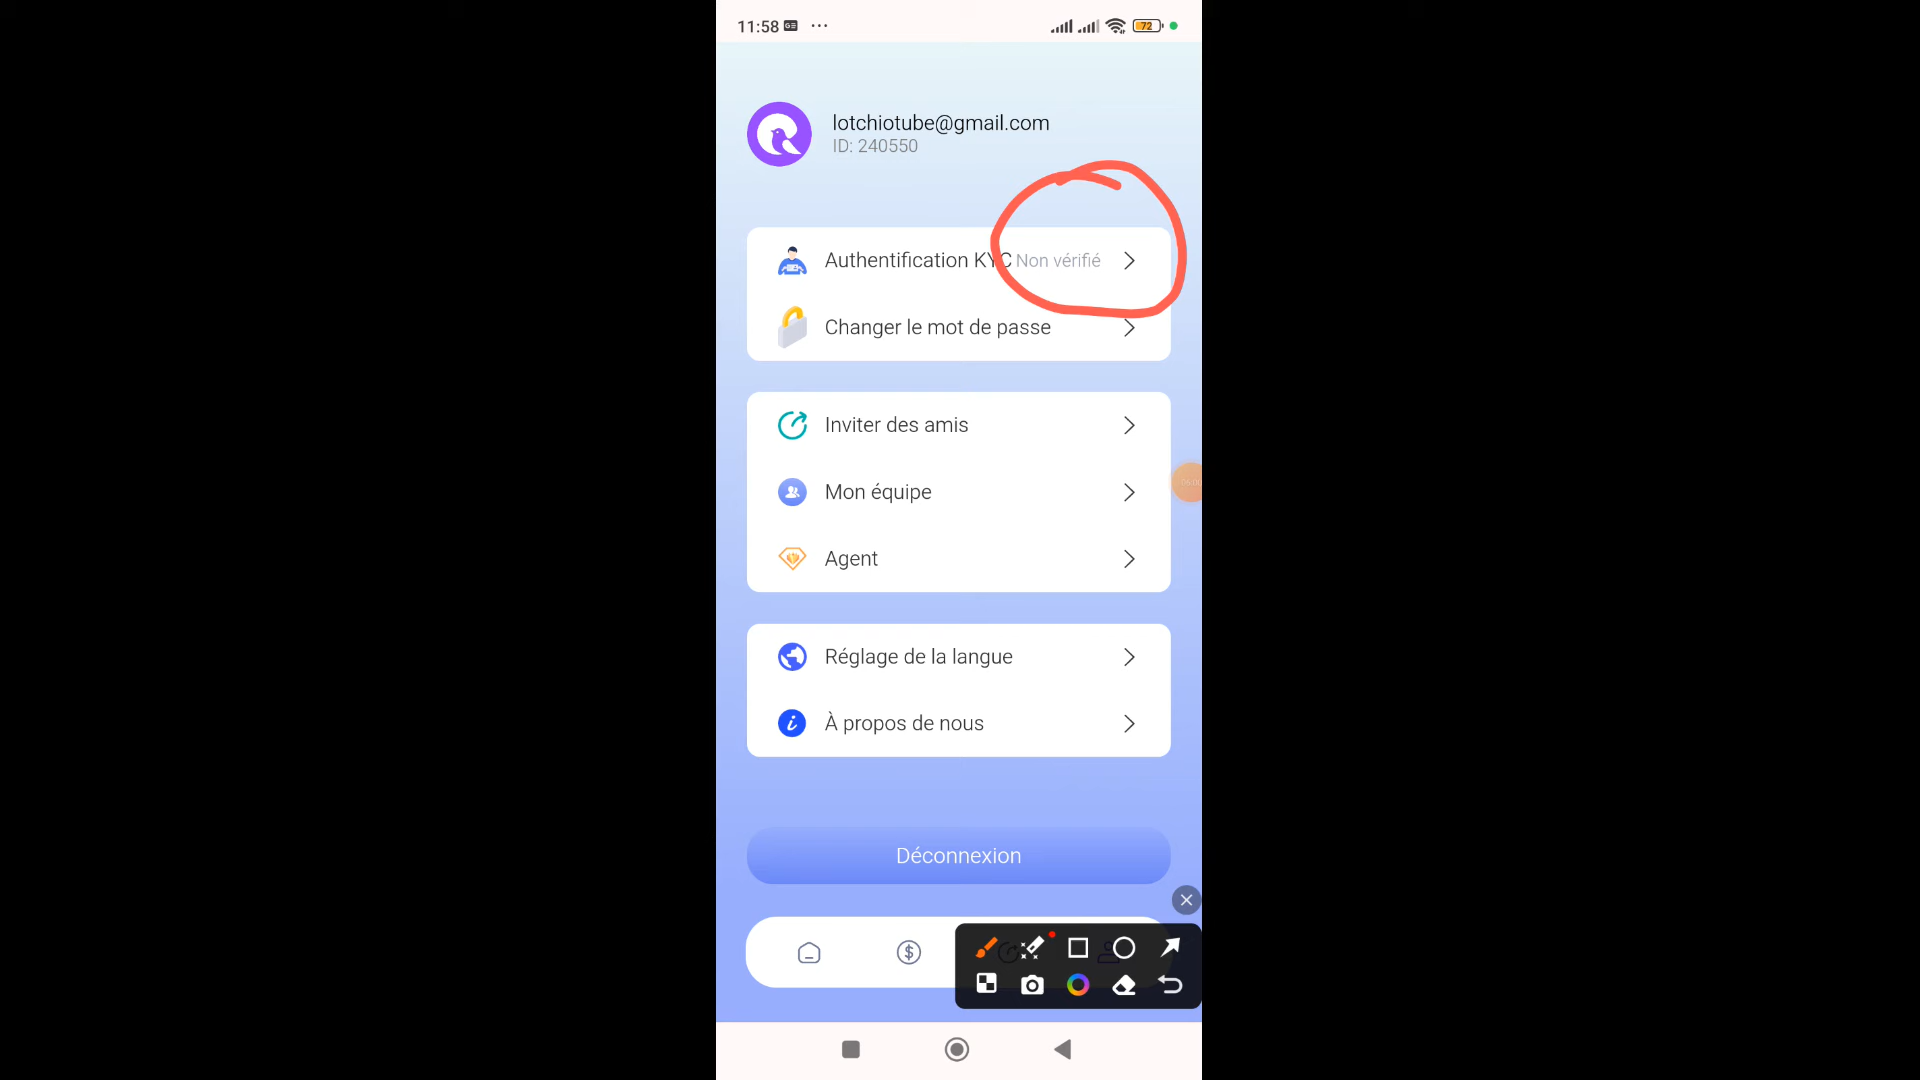 11:58
72
lotchiotube@gmail.com
ID: 240550
Authentification KYC Non vérifié
Changer le mot de passe
Inviter des amis
Mon équipe
Agent
Réglage de la langue
À propos de nous
Déconnexion